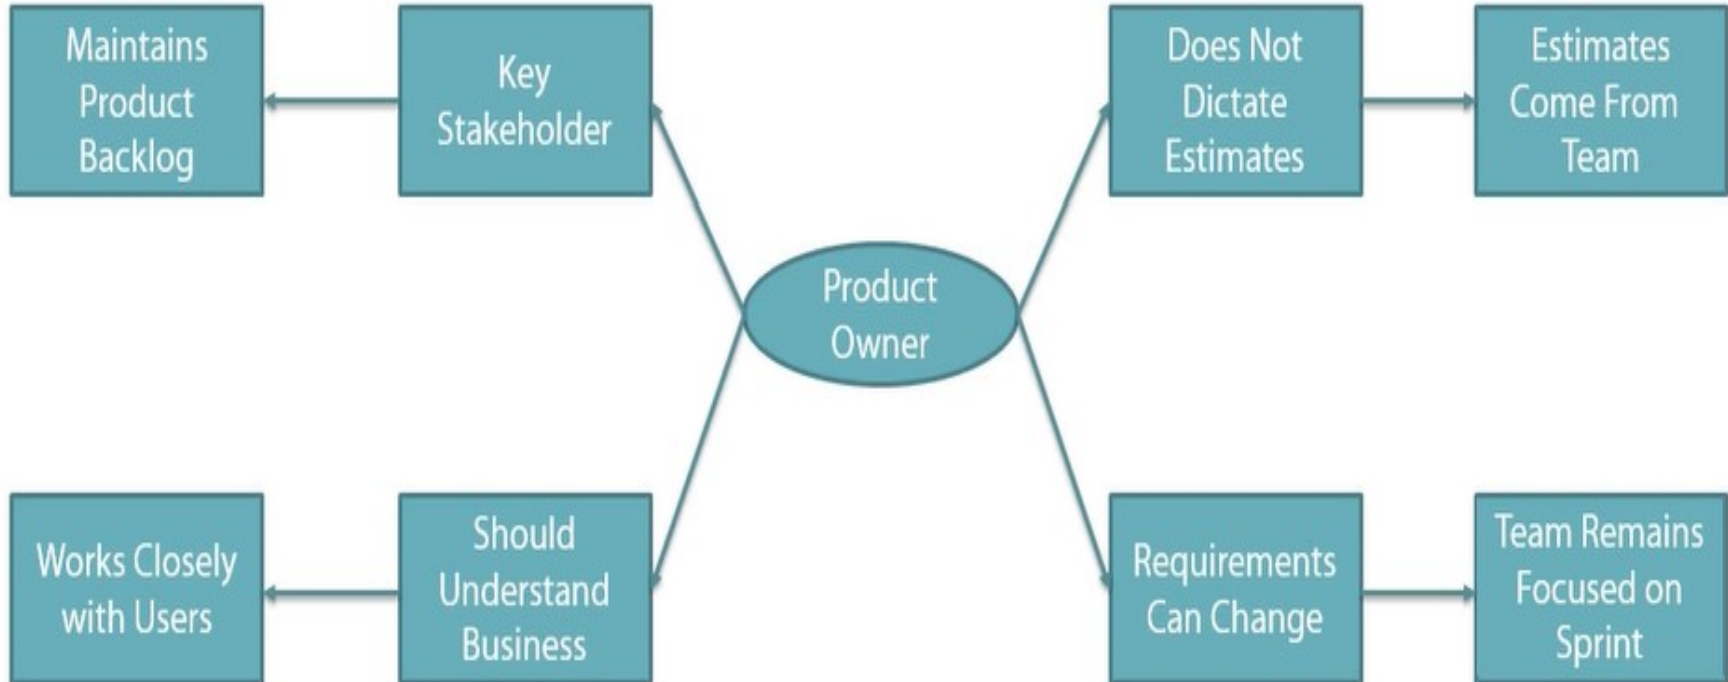 Maintains
Product
Backlog
Key
Stakeholder
Does Not
Dictate
Estimates
Estimates
Come From
Team
Product
Owner
Works Closely
with Users
Should
Understand
Business
Requirements
Can Change
Team Remains
Focused on
Sprint